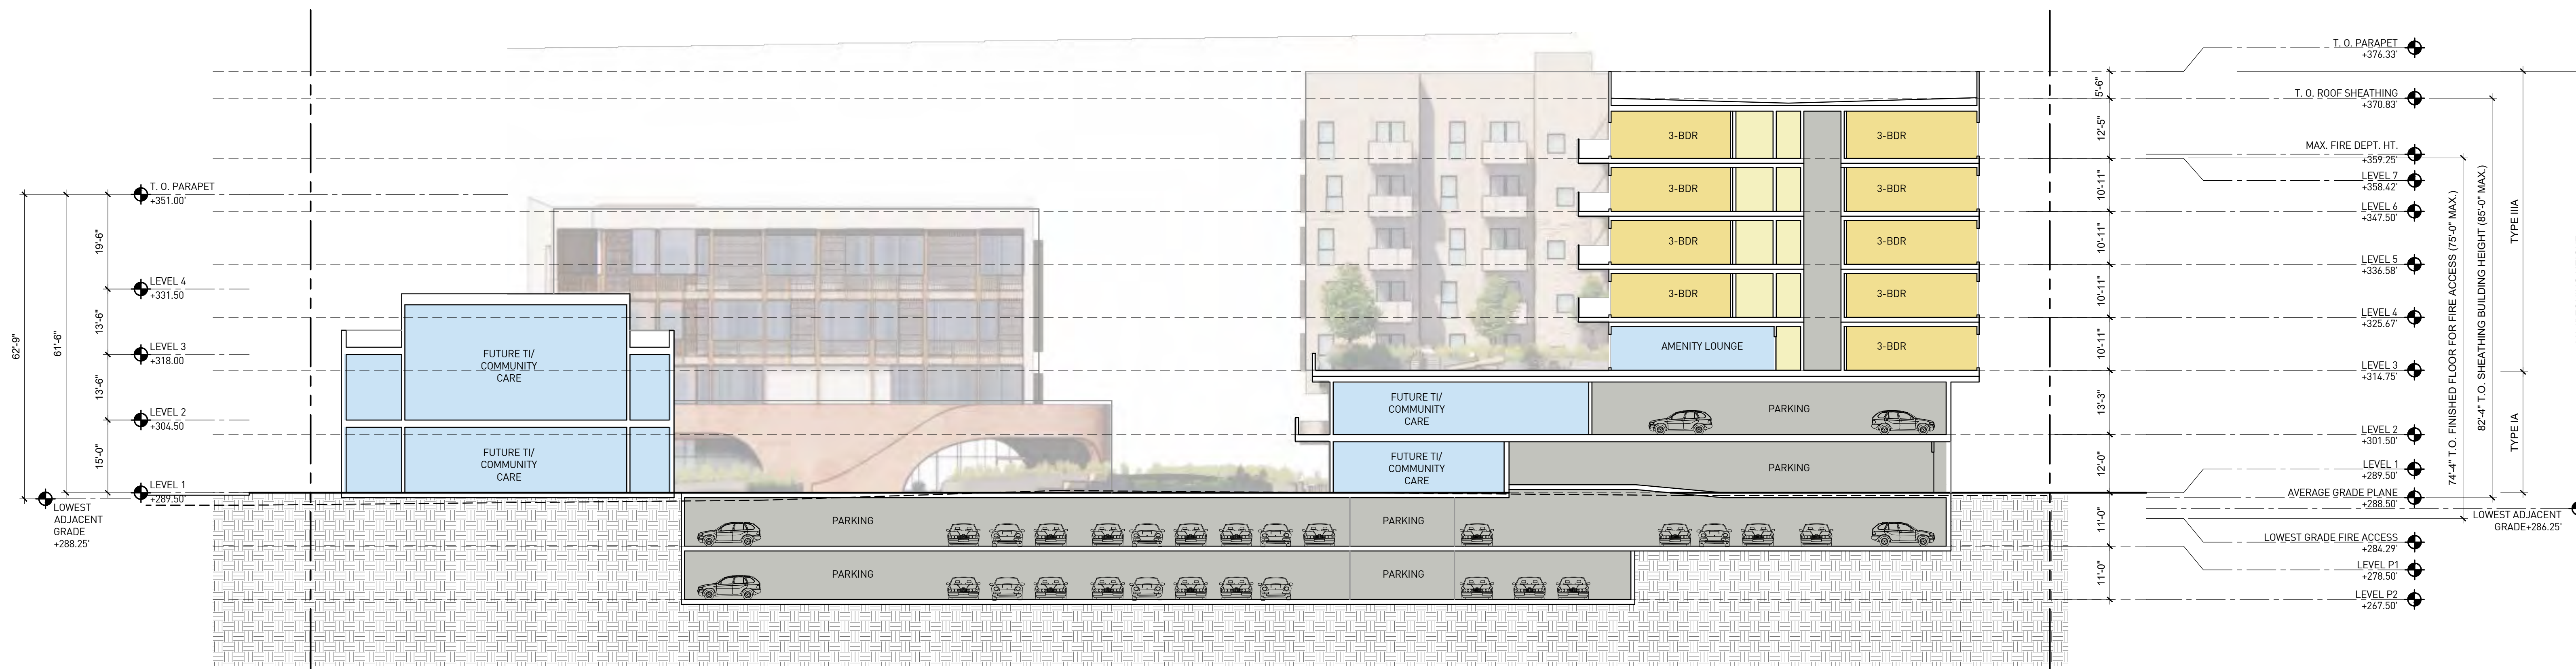 T. O. PARAPET
+351.00'
LEVEL 4
+331.50
LEVEL 3
+318.00
LEVEL 2
+304.50
LEVEL 1
+289.50'
LOWEST
ADJACENT
GRADE
+288.25'
62'-9"
61'-6"
19'-6"
13'-6"
13'-6"
15'-0"
FUTURE TI/
COMMUNITY
CARE
FUTURE TI/
COMMUNITY
CARE
3-BDR
3-BDR
3-BDR
3-BDR
3-BDR
3-BDR
3-BDR
3-BDR
AMENITY LOUNGE
3-BDR
FUTURE TI/
COMMUNITY
CARE
PARKING
FUTURE TI/
COMMUNITY
CARE
PARKING
PARKING
PARKING
PARKING
PARKING
5'-6"
12'-5"
10'-11"
10'-11"
10'-11"
10'-11"
10'-11"
13'-3"
12'-0"
11'-0"
11'-0"
T. O. PARAPET
+376.33'
T. O. ROOF SHEATHING
+370.83'
MAX. FIRE DEPT. HT.
+359.25'
LEVEL 7
+358.42'
LEVEL 6
+347.50'
LEVEL 5
+336.58'
LEVEL 4
+325.67'
LEVEL 3
+314.75'
LEVEL 2
+301.50'
LEVEL 1
+289.50'
AVERAGE GRADE PLANE
+288.50'
LOWEST GRADE FIRE ACCESS
+284.29'
LEVEL P1
+278.50'
LEVEL P2
+267.50'
74'-4" T.O. FINISHED FLOOR FOR FIRE ACCESS (75'-0" MAX.)
82'-4" T.O. SHEATHING BUILDING HEIGHT (85'-0" MAX.)
TYPE IIIA
TYPE IA
LOWEST ADJACENT
GRADE+286.25'